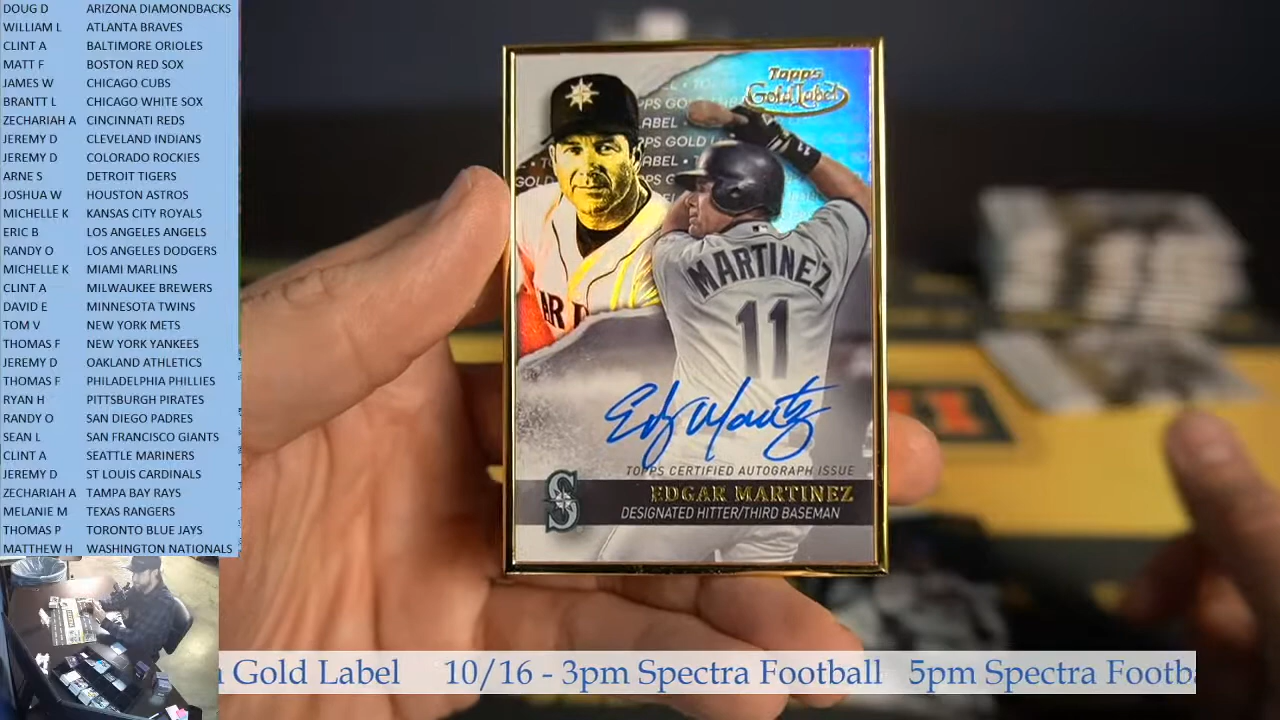 DOUG D ARIZONA DIAMONDBACKS
WILLIAM L ATLANTA BRAVES
CLINT A BALTIMORE ORIOLES
MATT F BOSTON RED SOX
JAMES W CHICAGO CUBS
BRANTT L CHICAGO WHITE SOX
ZECHARIAH A CINCINNATI REDS
JEREMY D CLEVELAND INDIANS
JEREMY D COLORADO ROCKIES
ARNE S DETROIT TIGERS
JOSHUA W HOUSTON ASTROS
MICHELLE K KANSAS CITY ROYALS
ERIC B LOS ANGELES ANGELS
RANDY O LOS ANGELES DODGERS
MICHELLE K MIAMI MARLINS
CLINT A MILWAUKEE BREWERS
DAVID E MINNESOTA TWINS
TOM V NEW YORK METS
THOMAS F NEW YORK YANKEES
JEREMY D OAKLAND ATHLETICS
THOMAS F PHILADELPHIA PHILLIES
RYAN H PITTSBURGH PIRATES
RANDY O SAN DIEGO PADRES
SEAN L SAN FRANCISCO GIANTS
CLINT A SEATTLE MARINERS
JEREMY D ST LOUIS CARDINALS
ZECHARIAH A TAMPA BAY RAYS
MELANIE M TEXAS RANGERS
THOMAS P TORONTO BLUE JAYS
MATTHEW H WASHINGTON NATIONALS
Topps
Gold Label
MARTINEZ
11
TOPPS CERTIFIED AUTOGRAPH ISSUE
S
EDGAR MARTINEZ
DESIGNATED HITTER/THIRD BASEMAN
Gold Label 10/16 - 3pm Spectra Football 5pm Spectra Footba